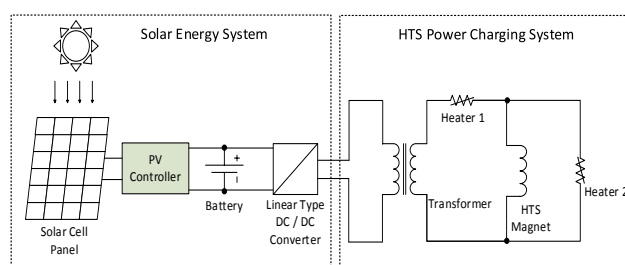 Solar Energy System
HTS Power Charging System
Heater 1
PV
Controller
+
Battery
Linear Type
DC / DC
Converter
Solar Cell
Panel
Transformer
HTS
Magnet
Heater 2